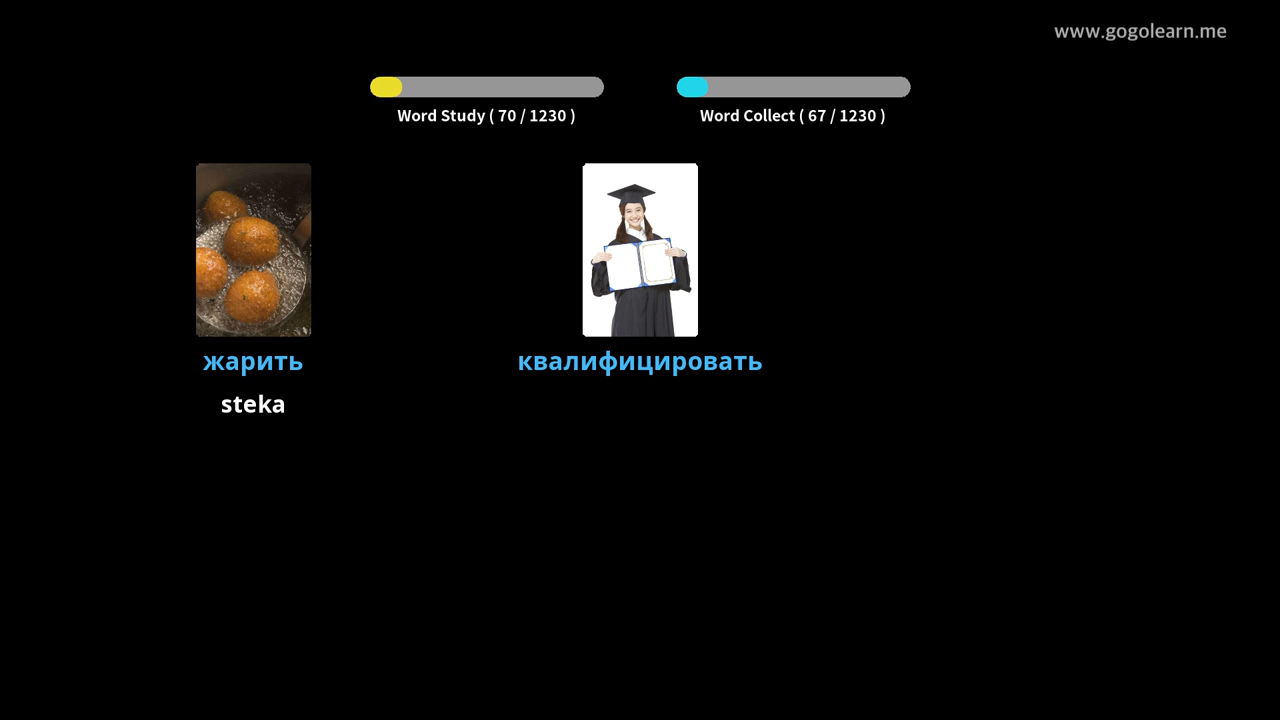 www.gogolearn.me
Word Study ( 70 / 1230 )
Word Collect ( 67 / 1230 )
жарить
квалифицировать
steka